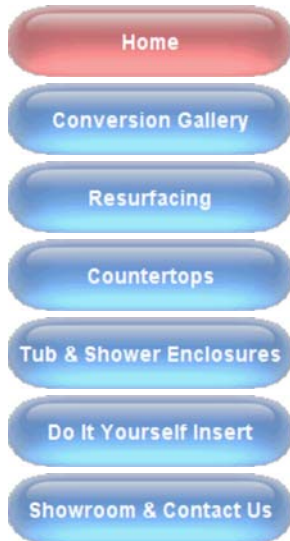 Home
Conversion Gallery
Resurfacing
Countertops
Tub & Shower Enclosures
Do It Yourself Insert
Showroom & Contact Us